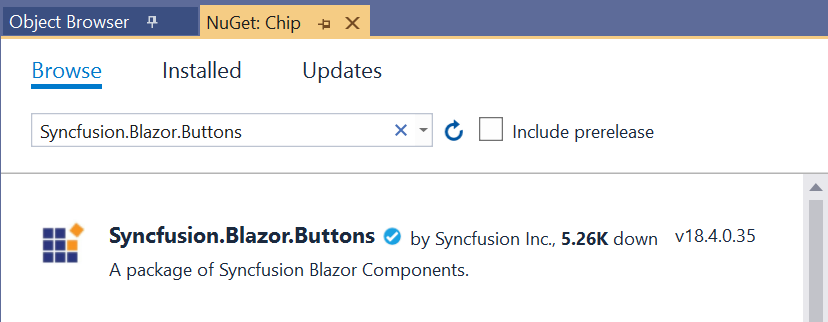 Object Browser NuGet: Chip
Browse Installed Updates
Syncfusion.Blazor.Buttons Include prerelease
Syncfusion.Blazor.Buttons by Syncfusion Inc., 5.26K down v18.4.0.35
A package of Syncfusion Blazor Components.